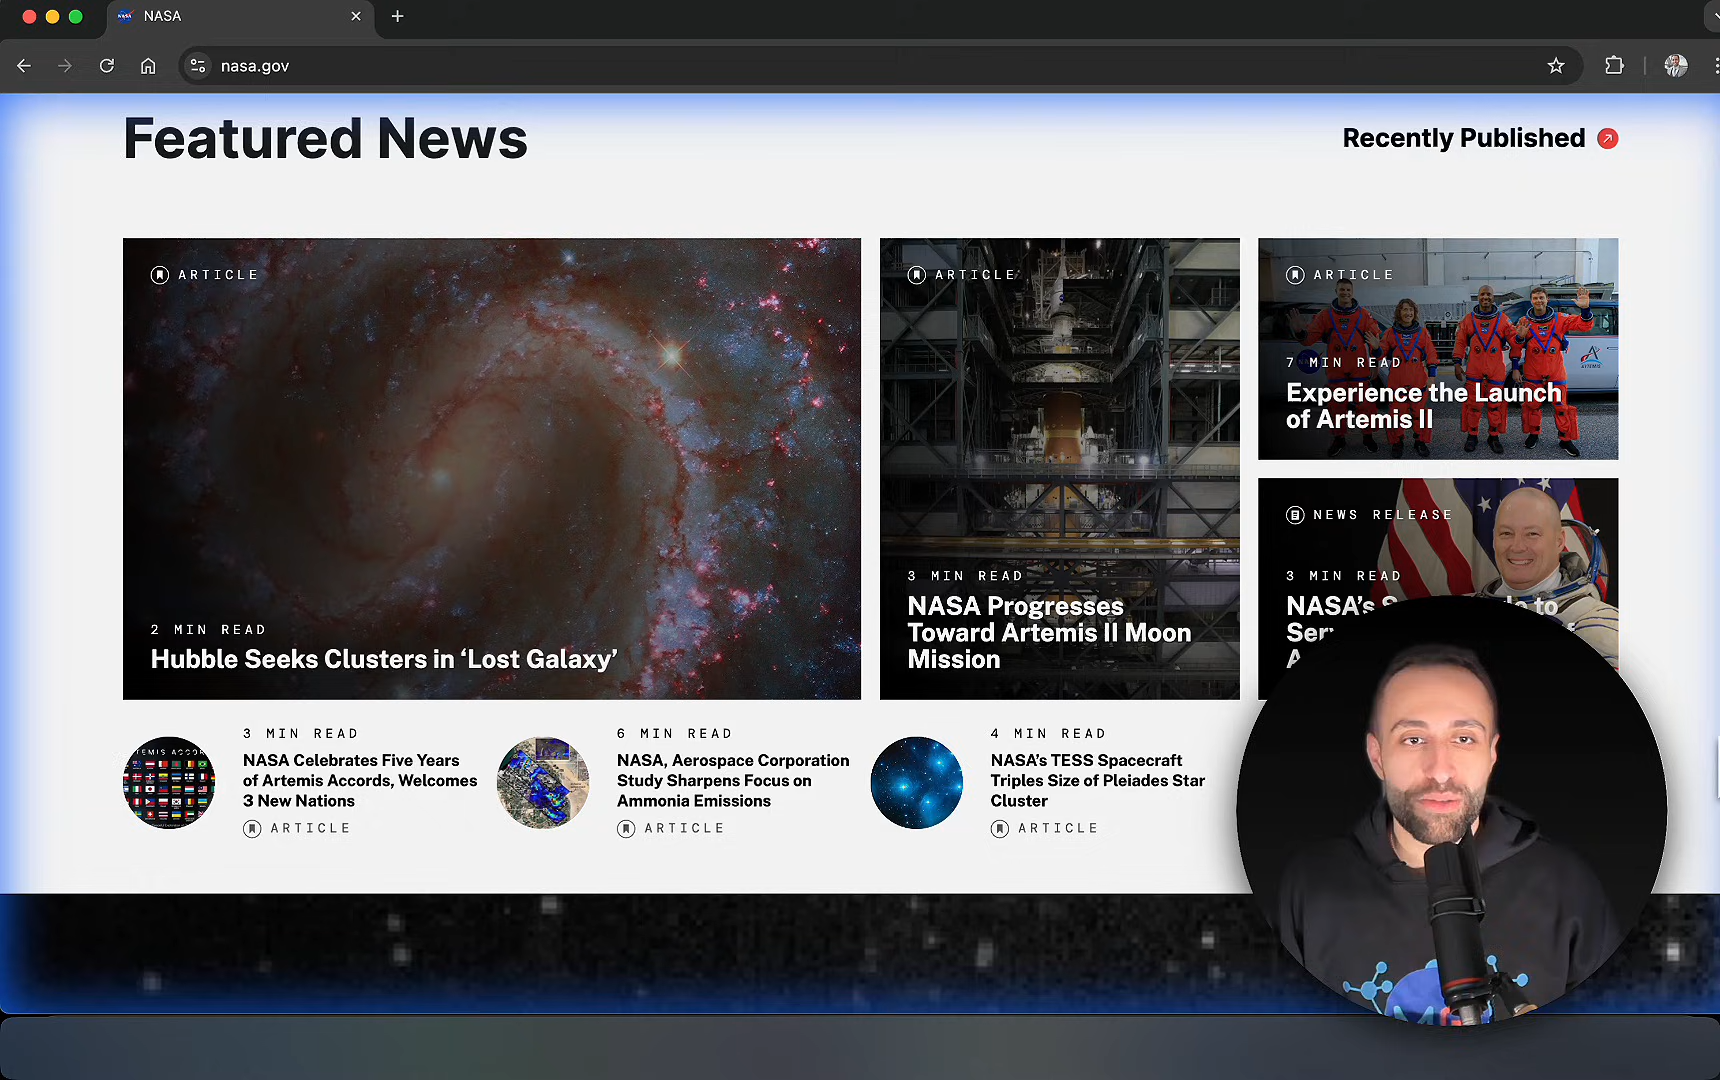 NASA
nasa.gov
Featured News
Recently Published
ARTICLE
2 MIN READ
Hubble Seeks Clusters in ‘Lost Galaxy’
ARTICLE
3 MIN READ
NASA Progresses
Toward Artemis II Moon
Mission
ARTICLE
7 MIN READ
Experience the Launch
of Artemis II
NEWS RELEASE
3 MIN READ
NASA’s
to
3 MIN READ
NASA Celebrates Five Years
of Artemis Accords, Welcomes
3 New Nations
ARTICLE
6 MIN READ
NASA, Aerospace Corporation
Study Sharpens Focus on
Ammonia Emissions
ARTICLE
4 MIN READ
NASA’s TESS Spacecraft
Triples Size of Pleiades Star
Cluster
ARTICLE